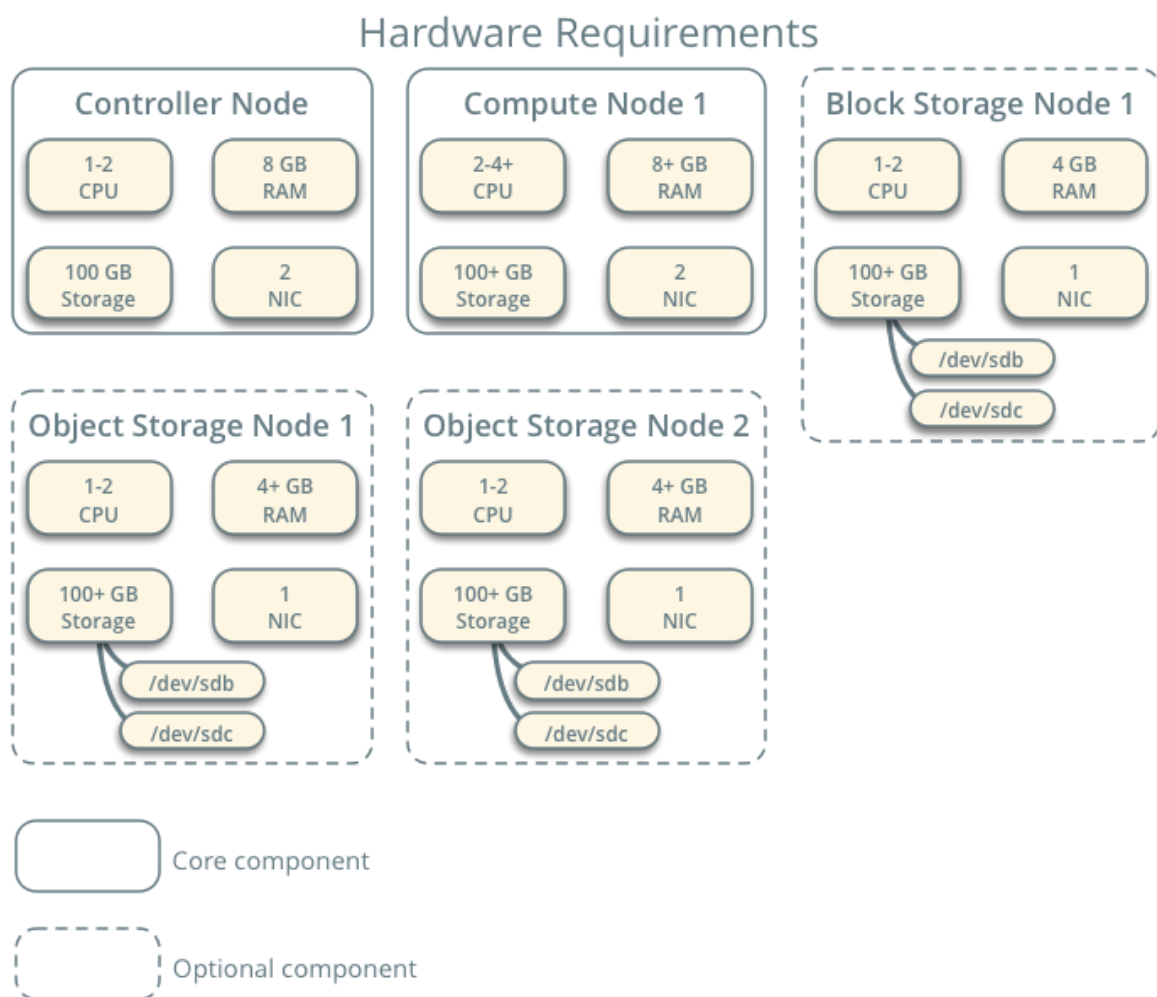 Hardware Requirements
Controller Node
1-2
CPU
8 GB
RAM
100 GB
Storage
2
NIC
Compute Node 1
2-4+
CPU
8+ GB
RAM
100+ GB
Storage
2
NIC
Block Storage Node 1
1-2
CPU
4 GB
RAM
100+ GB
Storage
1
NIC
/dev/sdb
/dev/sdc
Object Storage Node 1
1-2
CPU
4+ GB
RAM
100+ GB
Storage
1
NIC
/dev/sdb
/dev/sdc
Object Storage Node 2
1-2
CPU
4+ GB
RAM
100+ GB
Storage
1
NIC
/dev/sdb
/dev/sdc
Core component
Optional component